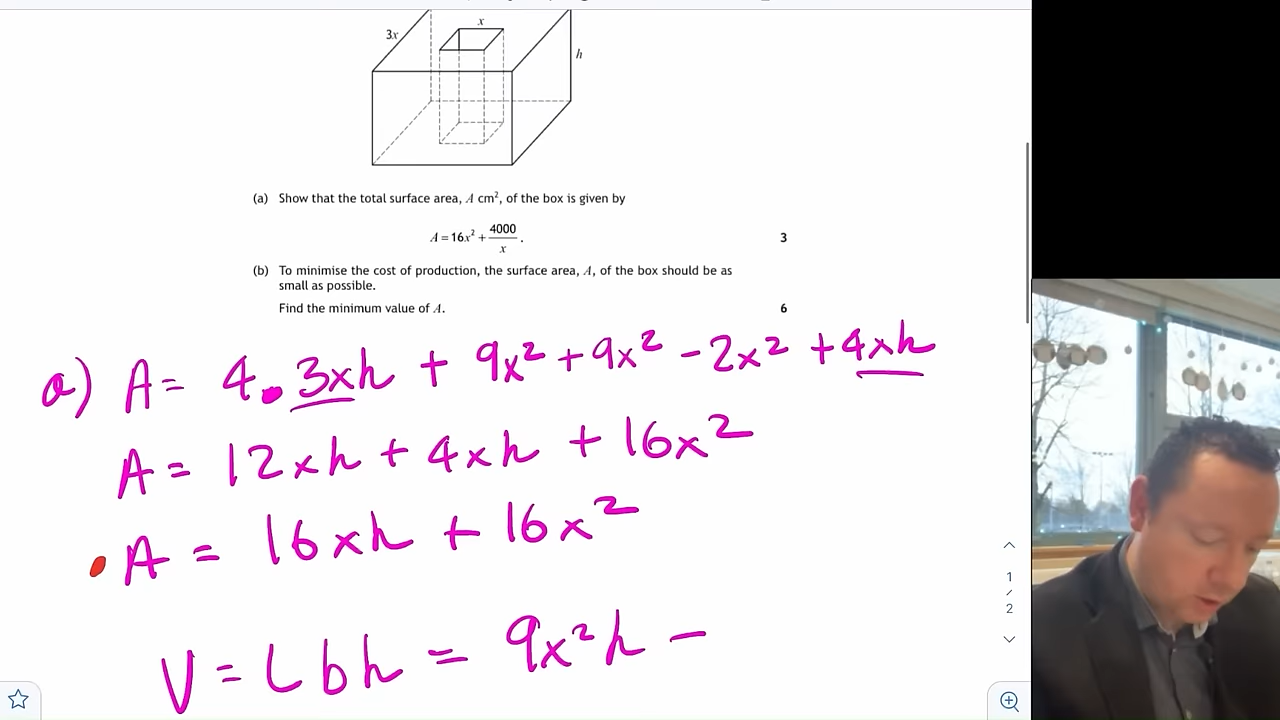 x
3x
h
(a) Show that the total surface area, A cm², of the box is given by
A = 16x² + 4000/x .
3
(b) To minimise the cost of production, the surface area, A, of the box should be as
small as possible.
Find the minimum value of A.
6
a) A = 4 . 3xh + 9x² + 9x² - 2x² + 4xh
A = 12xh + 4xh + 16x²
A = 16xh + 16x²
V = Lbh = 9x²h -
1
/
2